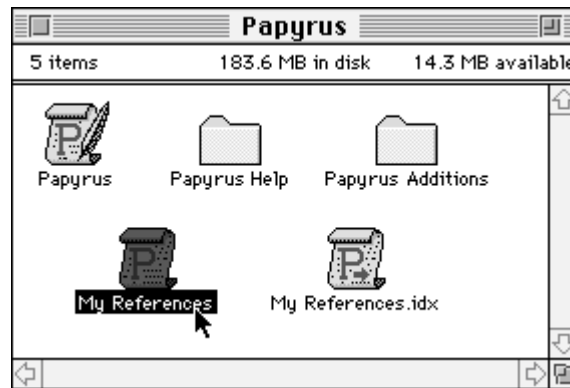 Papyrus
5 items 183.6 MB in disk 14.3 MB available
Papyrus Papyrus Help Papyrus Additions
My References My References.idx